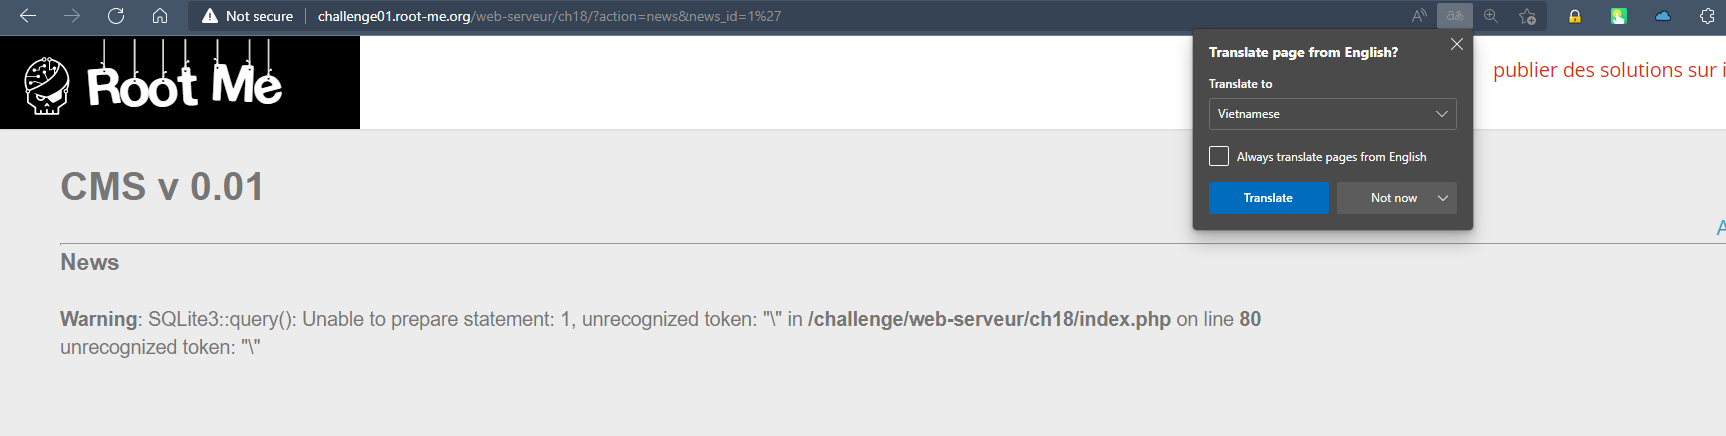 Not secure
challenge01.root-me.org/web-serveur/ch18/?action=news&news_id=1%27
Root Me
Translate page from English?
Translate to
Vietnamese
Always translate pages from English
Translate
Not now
publier des solutions sur i
CMS v 0.01
A
News
Warning: SQLite3::query(): Unable to prepare statement: 1, unrecognized token: "\" in /challenge/web-serveur/ch18/index.php on line 80
unrecognized token: "\"